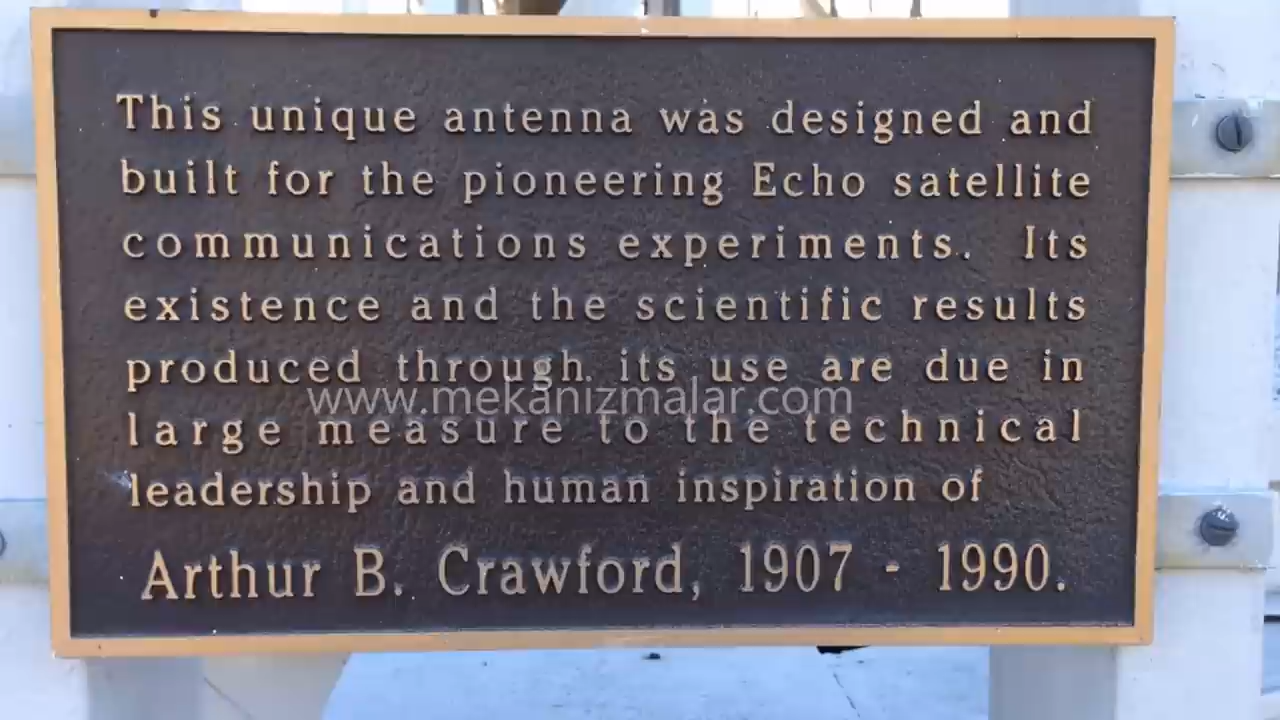 This unique antenna was designed and
built for the pioneering Echo satellite
communications experiments. Its
existence and the scientific results
produced through its use are due in
www.mekanizmalar.com
large measure to the technical
leadership and human inspiration of
Arthur B. Crawford, 1907 - 1990.